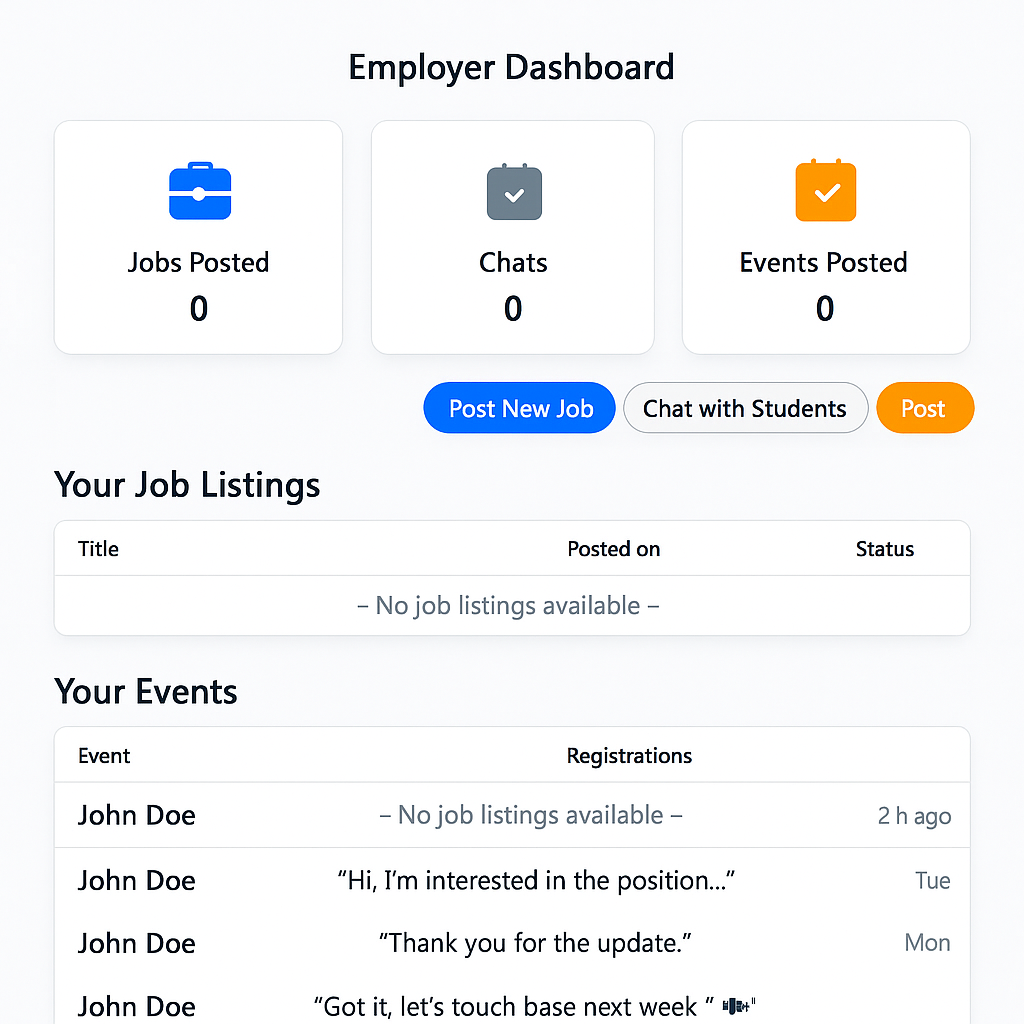 Employer Dashboard
Jobs Posted
0
Chats
0
Events Posted
0
Post New Job
Chat with Students
Post
Your Job Listings
Title Posted on Status
– No job listings available –
Your Events
Event Registrations
John Doe – No job listings available – 2 h ago
John Doe “Hi, I’m interested in the position...” Tue
John Doe “Thank you for the update.” Mon
John Doe “Got it, let’s touch base next week ”